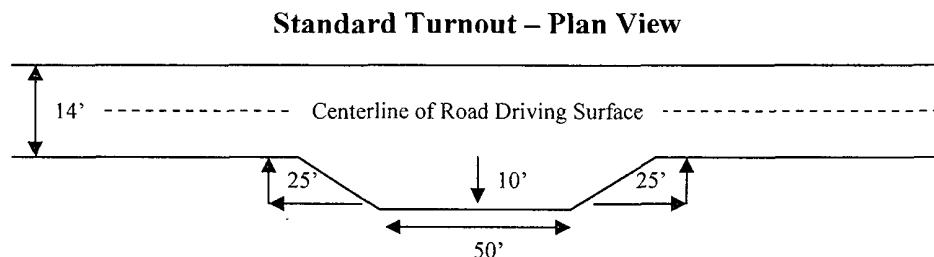 Standard Turnout – Plan View
14’
Centerline of Road Driving Surface
25’
10’
25’
50’